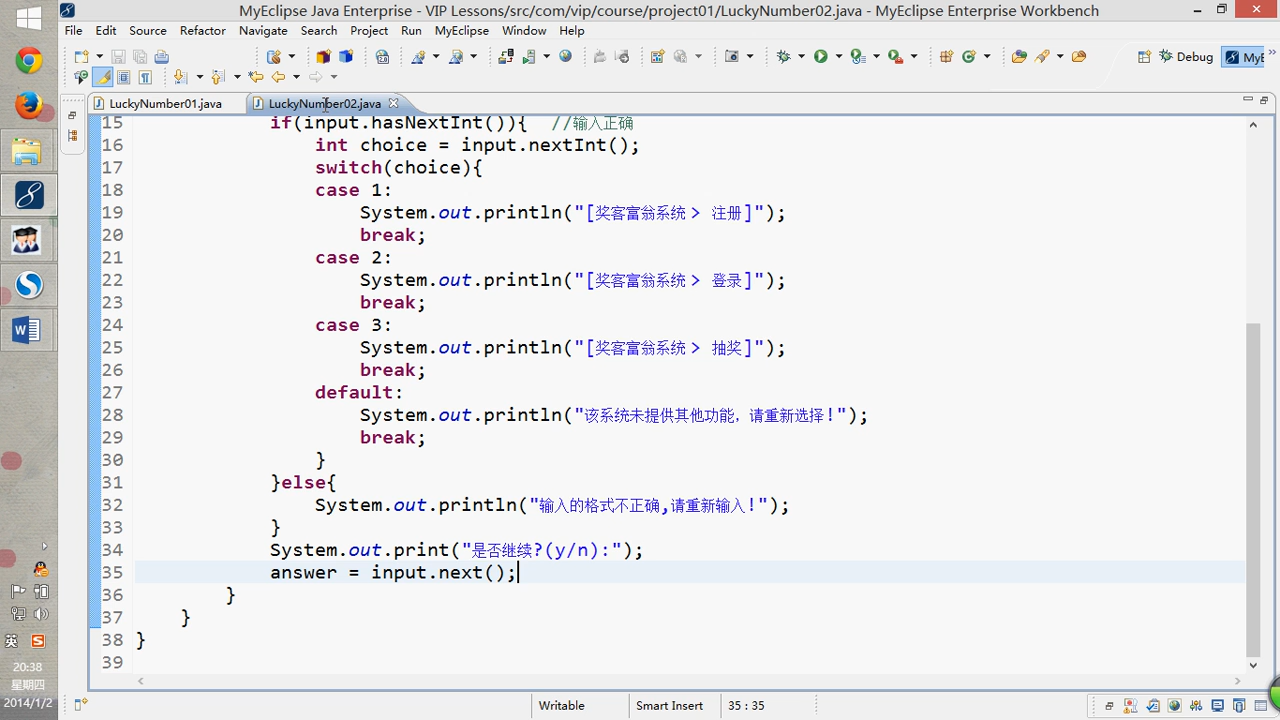 MyEclipse Java Enterprise - VIP Lessons/src/com/vip/course/project01/LuckyNumber02.java - MyEclipse Enterprise Workbench
File Edit Source Refactor Navigate Search Project Run MyEclipse Window Help
Debug MyE
LuckyNumber01.java LuckyNumber02.java
15 if(input.hasNextInt()){ //输入正确
16 int choice = input.nextInt();
17 switch(choice){
18 case 1:
19 System.out.println("[奖客富翁系统 > 注册]");
20 break;
21 case 2:
22 System.out.println("[奖客富翁系统 > 登录]");
23 break;
24 case 3:
25 System.out.println("[奖客富翁系统 > 抽奖]");
26 break;
27 default:
28 System.out.println("该系统未提供其他功能，请重新选择!");
29 break;
30 }
31 }else{
32 System.out.println("输入的格式不正确,请重新输入!");
33 }
34 System.out.print("是否继续?(y/n):");
35 answer = input.next();
36 }
37 }
38 }
39
英
20:38
星期四
2014/1/2
Writable Smart Insert 35 : 35